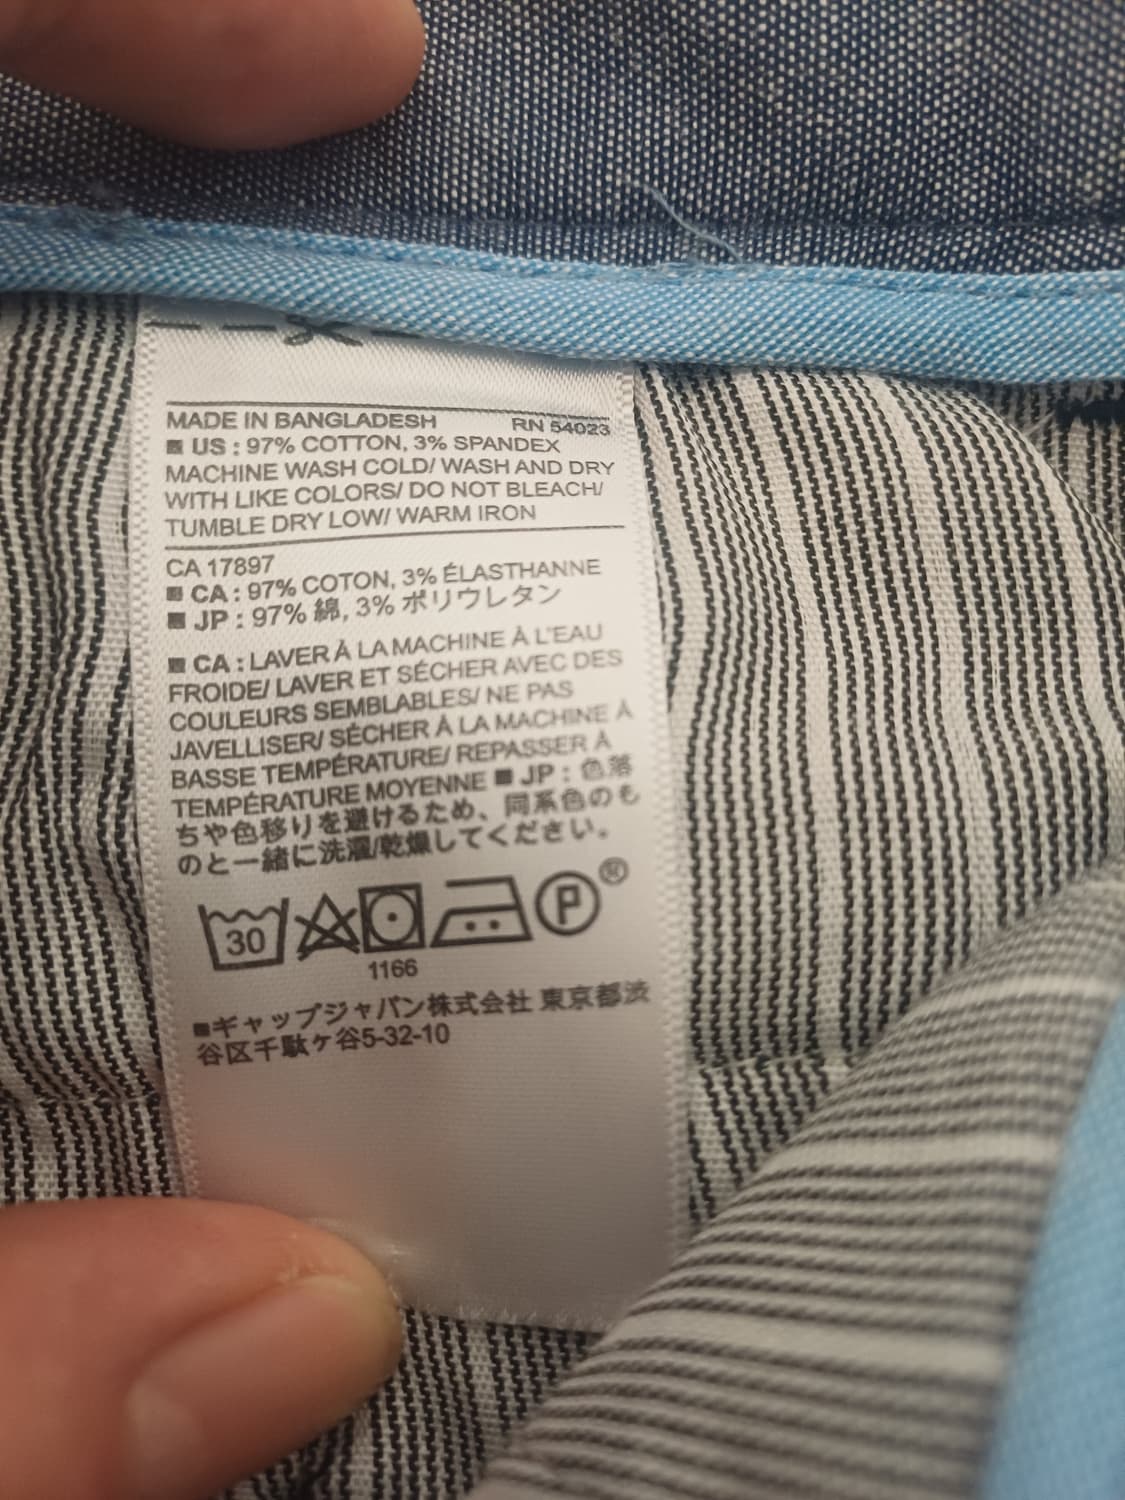 MADE IN BANGLADESH RN 54023
■ US : 97% COTTON, 3% SPANDEX
MACHINE WASH COLD/ WASH AND DRY
WITH LIKE COLORS/ DO NOT BLEACH/
TUMBLE DRY LOW/ WARM IRON
CA 17897
■ CA : 97% COTON, 3% ÉLASTHANNE
■ JP : 97% 綿, 3% ポリウレタン
■ CA : LAVER À LA MACHINE À L'EAU
FROIDE/ LAVER ET SÉCHER AVEC DES
COULEURS SEMBLABLES/ NE PAS
JAVELLISER/ SÉCHER À LA MACHINE À
BASSE TEMPÉRATURE/ REPASSER À
TEMPÉRATURE MOYENNE ■ JP : 色落
ちや色移りを避けるため、同系色のも
のと一緒に洗濯/乾燥してください。
30 P ®
1166
■ギャップジャパン株式会社 東京都渋
谷区千駄ヶ谷5-32-10